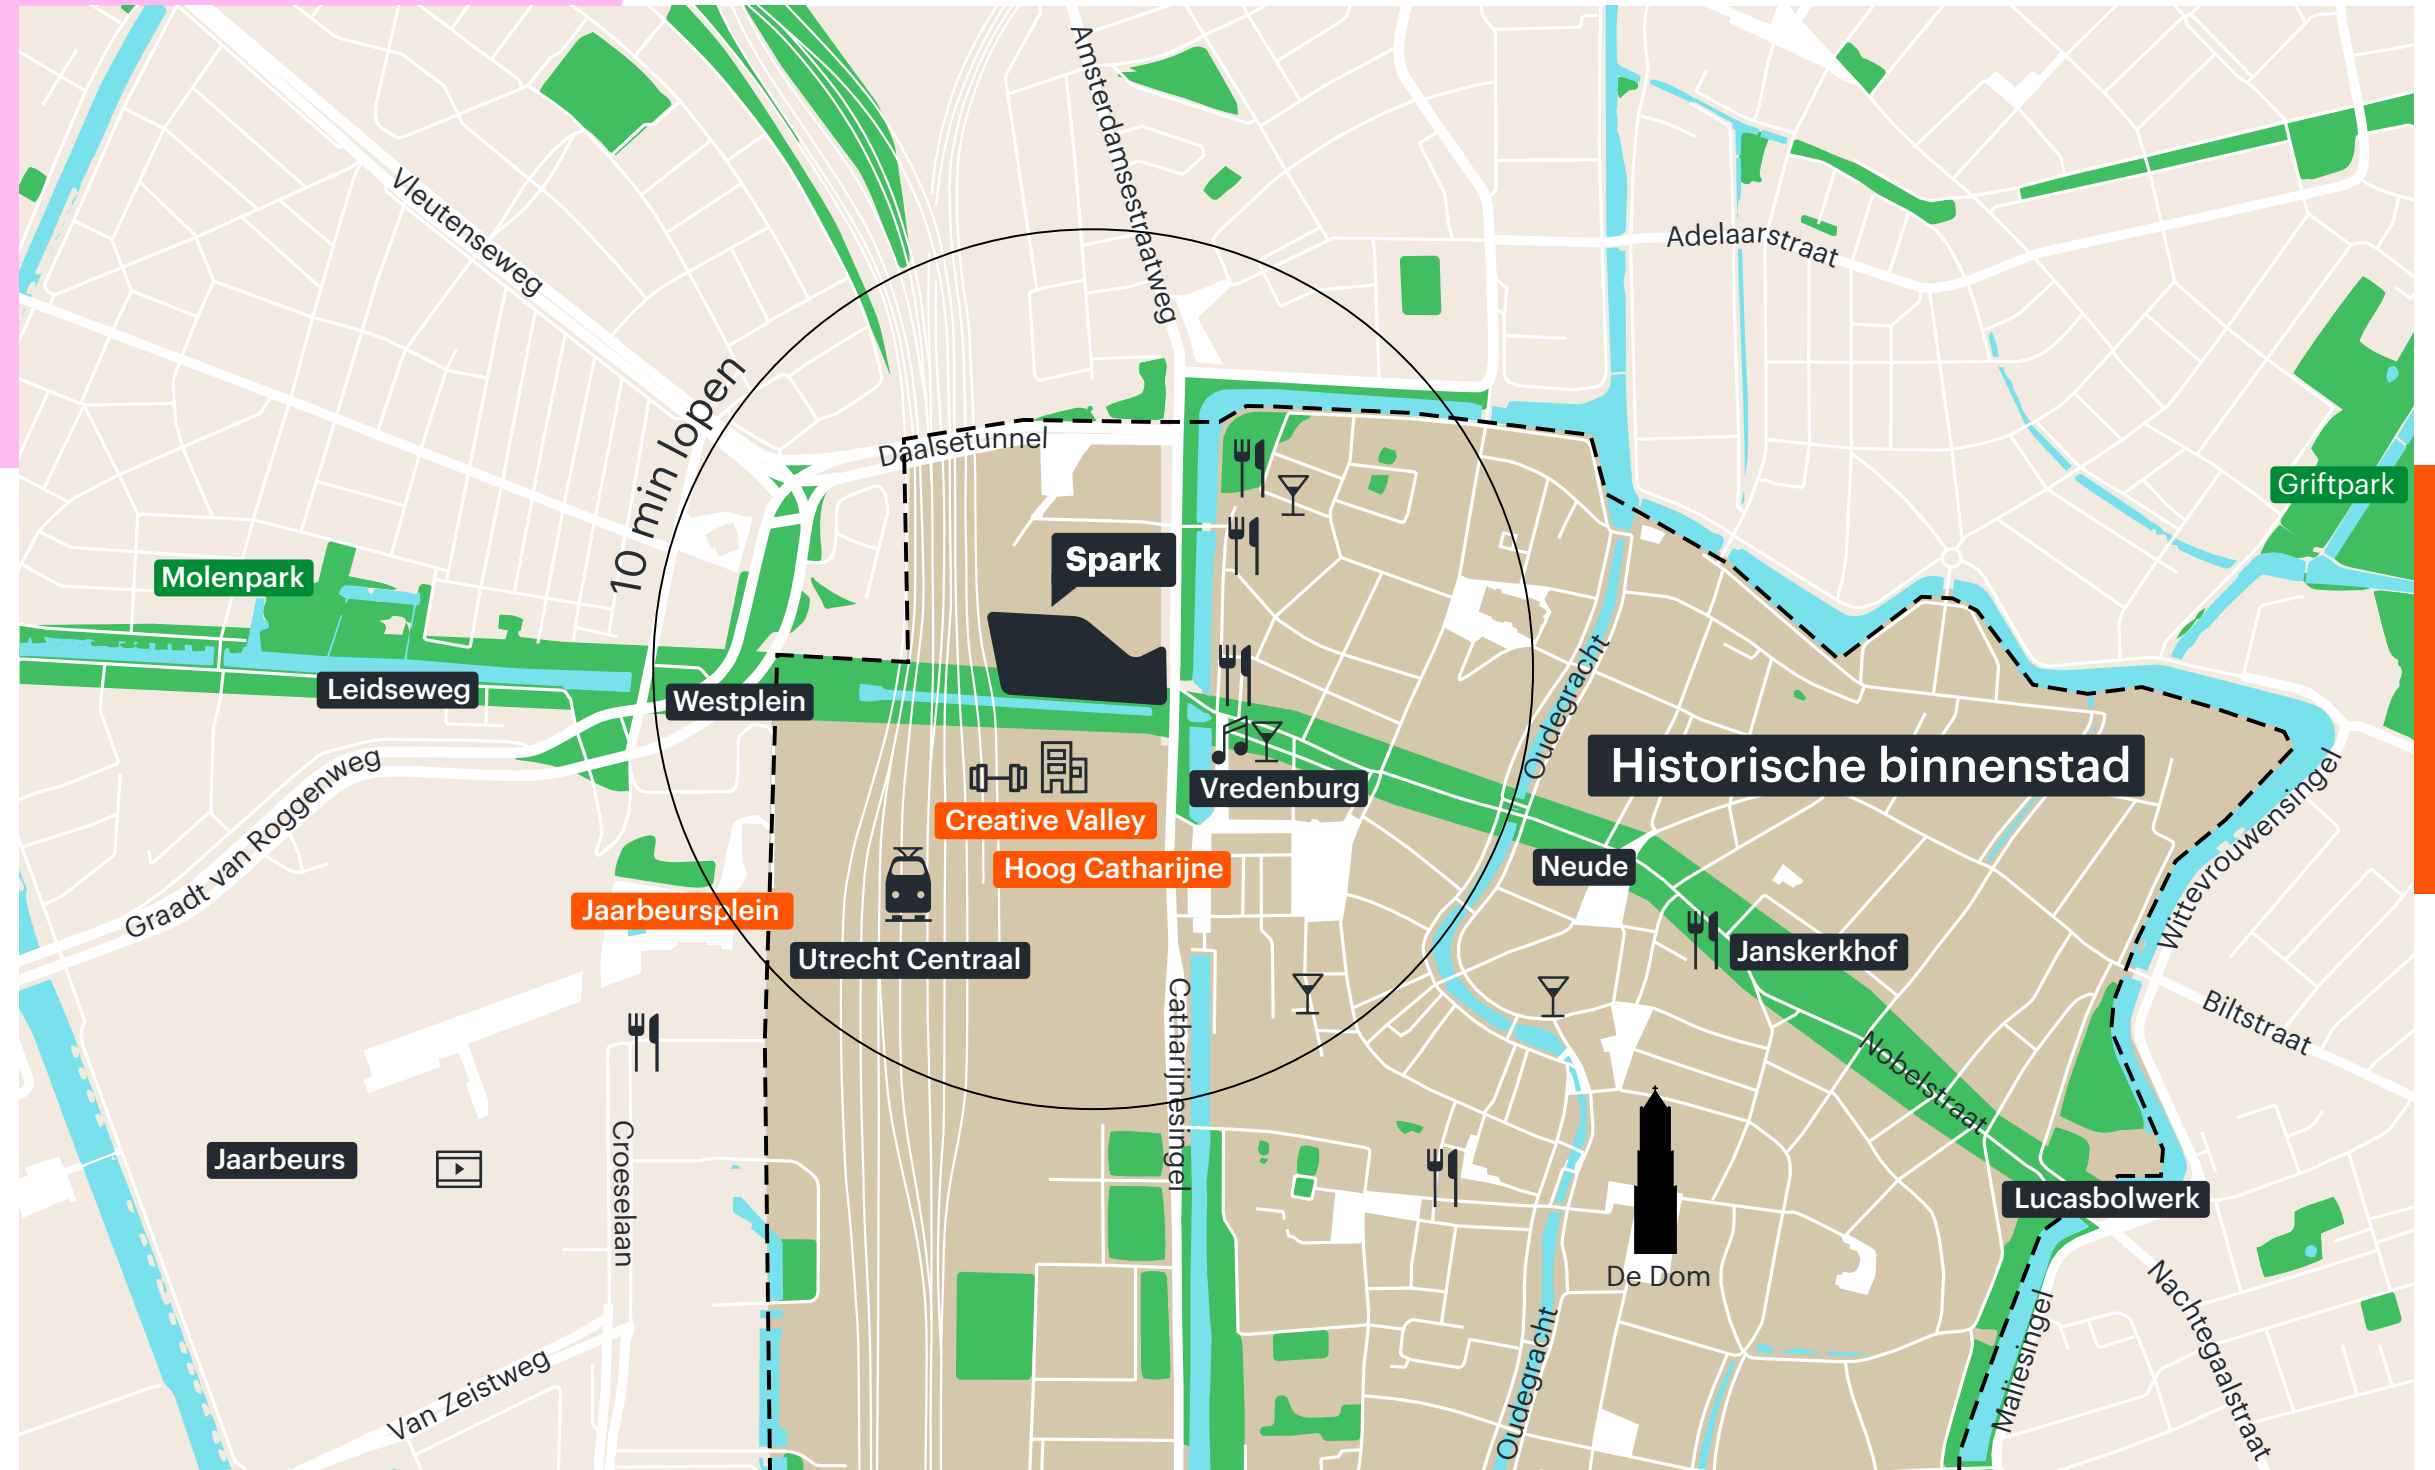 Amsterdamsestraatweg
Vleutenseweg
Adelaarstraat
10 min lopen
Daalsetunnel
Griftpark
Spark
Molenpark
Leidseweg
Westplein
Oudegracht
Historische binnenstad
Graadt van Roggenweg
Vredenburg
Creative Valley
Hoog Catharijne
Neude
Wittevrouwensingel
Jaarbeursplein
Janskerkhof
Utrecht Centraal
Catharijnesingel
Biltstraat
Nobelstraat
Jaarbeurs
Croeselaan
Lucasbolwerk
De Dom
Nachtegaalstraat
Maliesingel
Oudegracht
Van Zeistweg